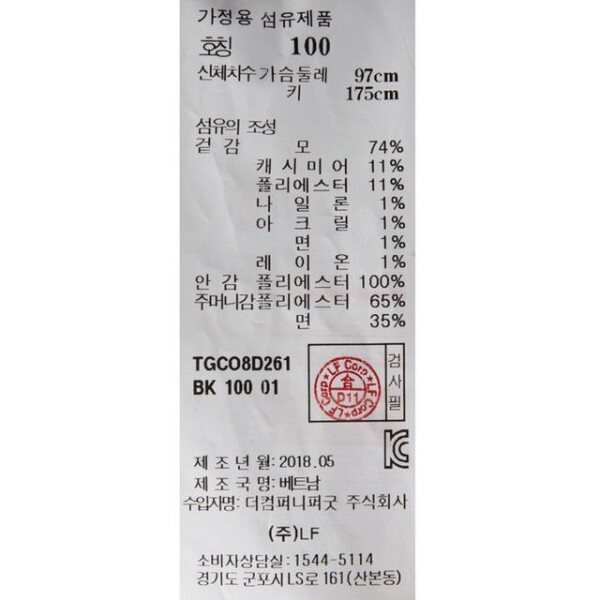 가정용 섬유제품
호칭 100
신체치수 가슴둘레 97cm
키 175cm
섬유의 조성
겉감 모 74%
캐시미어 11%
폴리에스터 11%
나일론 1%
아크릴 1%
면 1%
레이온 1%
안감 폴리에스터 100%
주머니감 폴리에스터 65%
면 35%
TGCO8D261
BK 100 01
LF Corp ★ LF Corp ★
合
D11
검사필
제조년월: 2018.05
제조국명: 베트남
수입자명: 더컴퍼니퍼굿 주식회사
(주)LF
소비자상담실: 1544-5114
경기도 군포시 LS로 161(산본동)